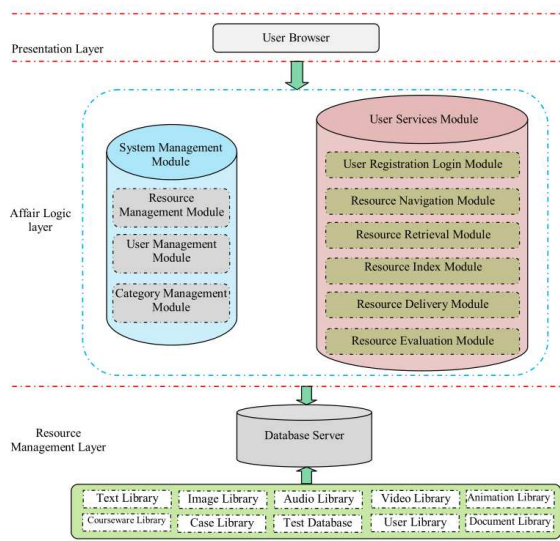 User Browser
Presentation Layer
User Services Module
System Management
Module
User Registration Login Module
Resource
Management Module
Resource Navigation Module
Affair Logic
layer
Resource Retrieval Module
User Management
Module
Resource Index Module
Category Management
Module
Resource Delivery Module
Resource Evaluation Module
Resource
Management Layer
Database Server
Text Library
Image Library
Audio Library
Video Library
Animation Library
Courseware Library
Case Library
Test Database
User Library
Document Library